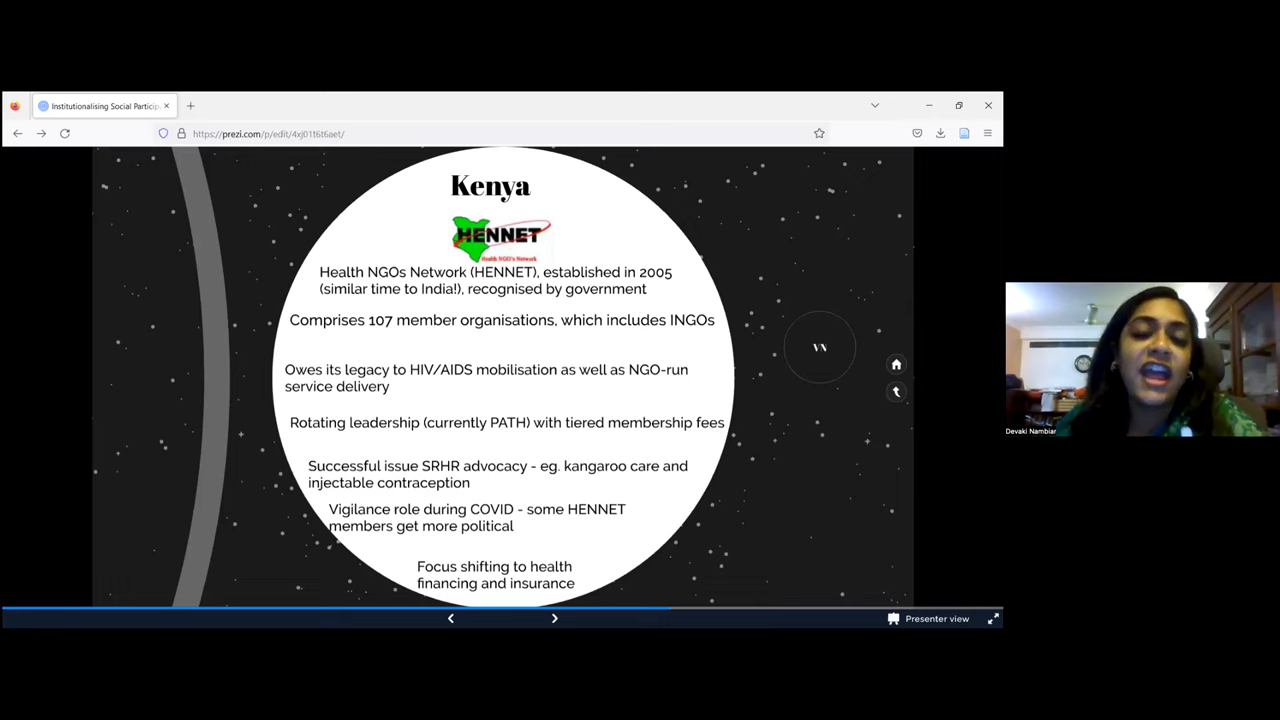 Institutionalising Social Particip
https://prezi.com/p/edit/4xj01t6t6aet/
Kenya
HENNET
Health NGO's Network
Health NGOs Network (HENNET), established in 2005
(similar time to India!), recognised by government
Comprises 107 member organisations, which includes INGOs
Owes its legacy to HIV/AIDS mobilisation as well as NGO-run
service delivery
Rotating leadership (currently PATH) with tiered membership fees
Successful issue SRHR advocacy - eg. kangaroo care and
injectable contraception
Vigilance role during COVID - some HENNET
members get more political
Focus shifting to health
financing and insurance
VN
Devaki Nambiar
Presenter view